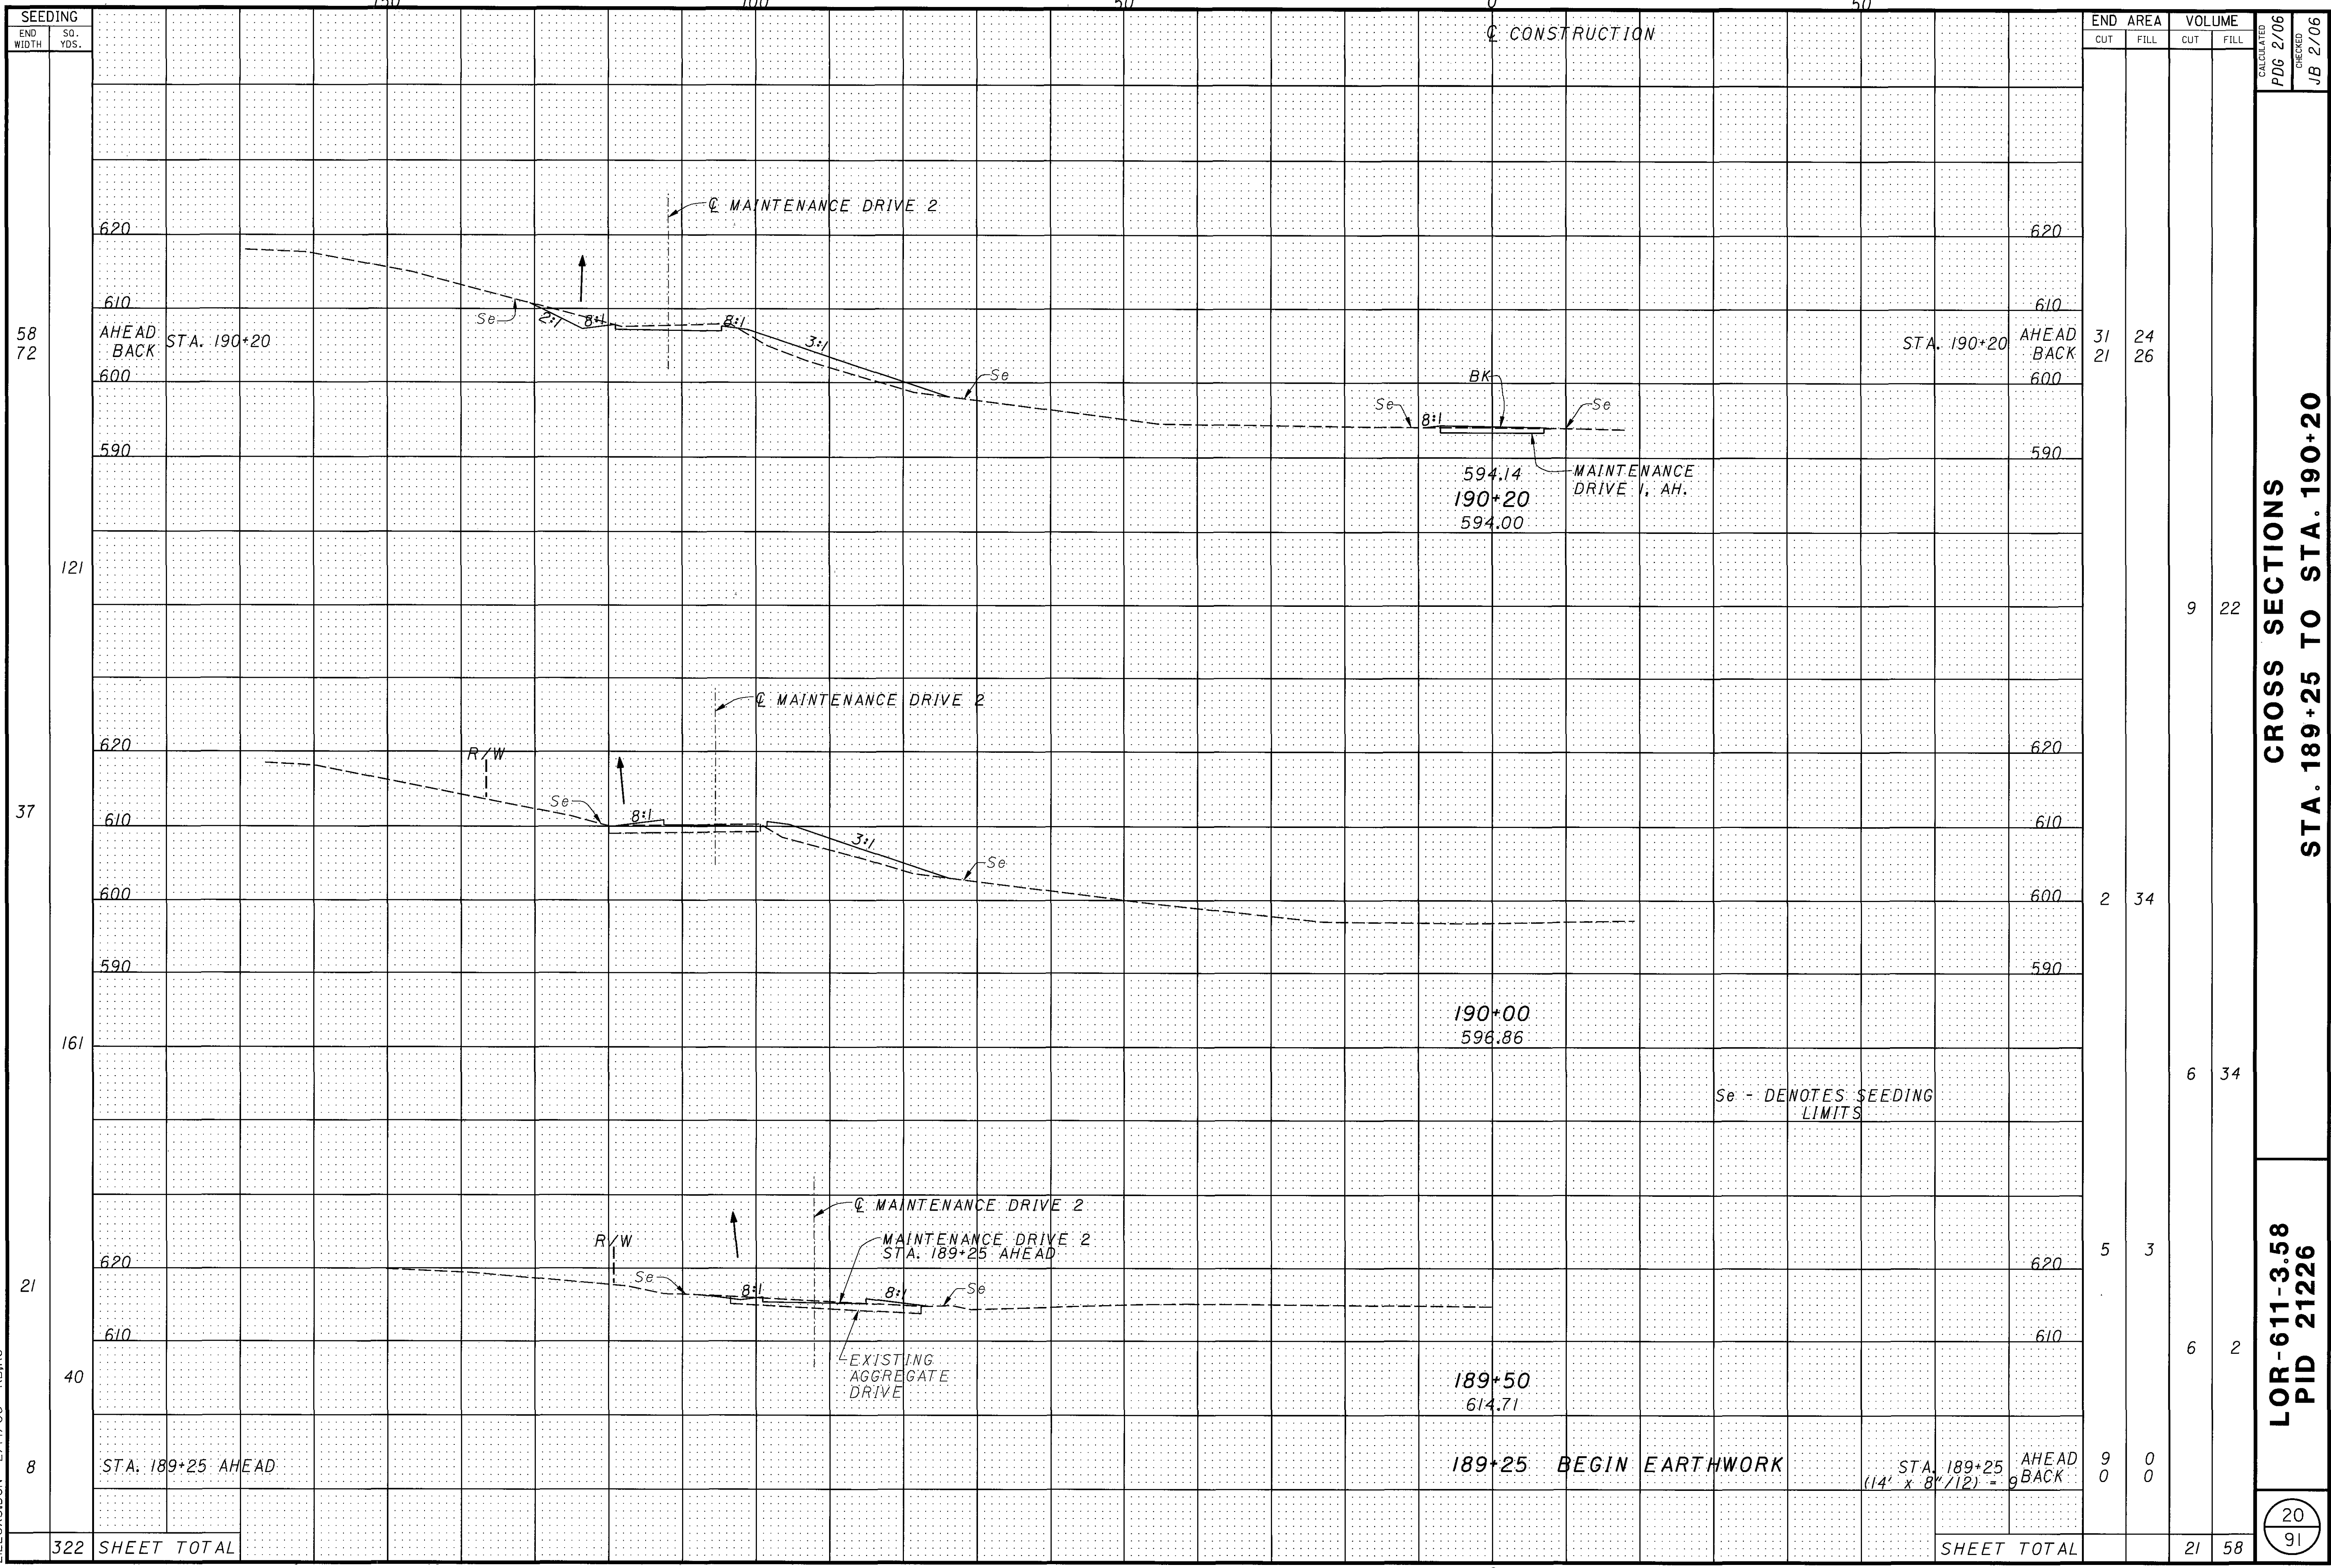 150 100 50 0 50
SEEDING
END WIDTH
SQ. YDS.
℄ CONSTRUCTION
END AREA
VOLUME
CUT FILL CUT FILL
CALCULATED
PDG 2/06
CHECKED
JB 2/06
℄ MAINTENANCE DRIVE 2
620 620
610 610
Se 2:1 8:1 8:1
3:1
58
72
AHEAD
BACK
STA. 190+20
STA. 190+20
AHEAD 31 24
BACK 21 26
600 600
Se
BK
Se 8:1 Se
590 590
594.14
190+20
594.00
MAINTENANCE
DRIVE 1, AH.
121
9 22
℄ MAINTENANCE DRIVE 2
620 620
R/W
Se 8:1
37
610 610
3:1
Se
600 600
2 34
590 590
190+00
596.86
161
6 34
Se - DENOTES SEEDING
LIMITS
℄ MAINTENANCE DRIVE 2
R/W
MAINTENANCE DRIVE 2
STA. 189+25 AHEAD
5 3
620 620
21
Se 8:1 8:1 Se
610 610
6 2
EXISTING
AGGREGATE
DRIVE
40
189+50
614.71
8
STA. 189+25 AHEAD
189+25 BEGIN EARTHWORK
STA. 189+25
(14' x 8"/12) = 9
AHEAD 9 0
BACK 0 0
322 SHEET TOTAL
SHEET TOTAL 21 58
CROSS SECTIONS
STA. 189+25 TO STA. 190+20
LOR-611-3.58
PID 21226
20
91